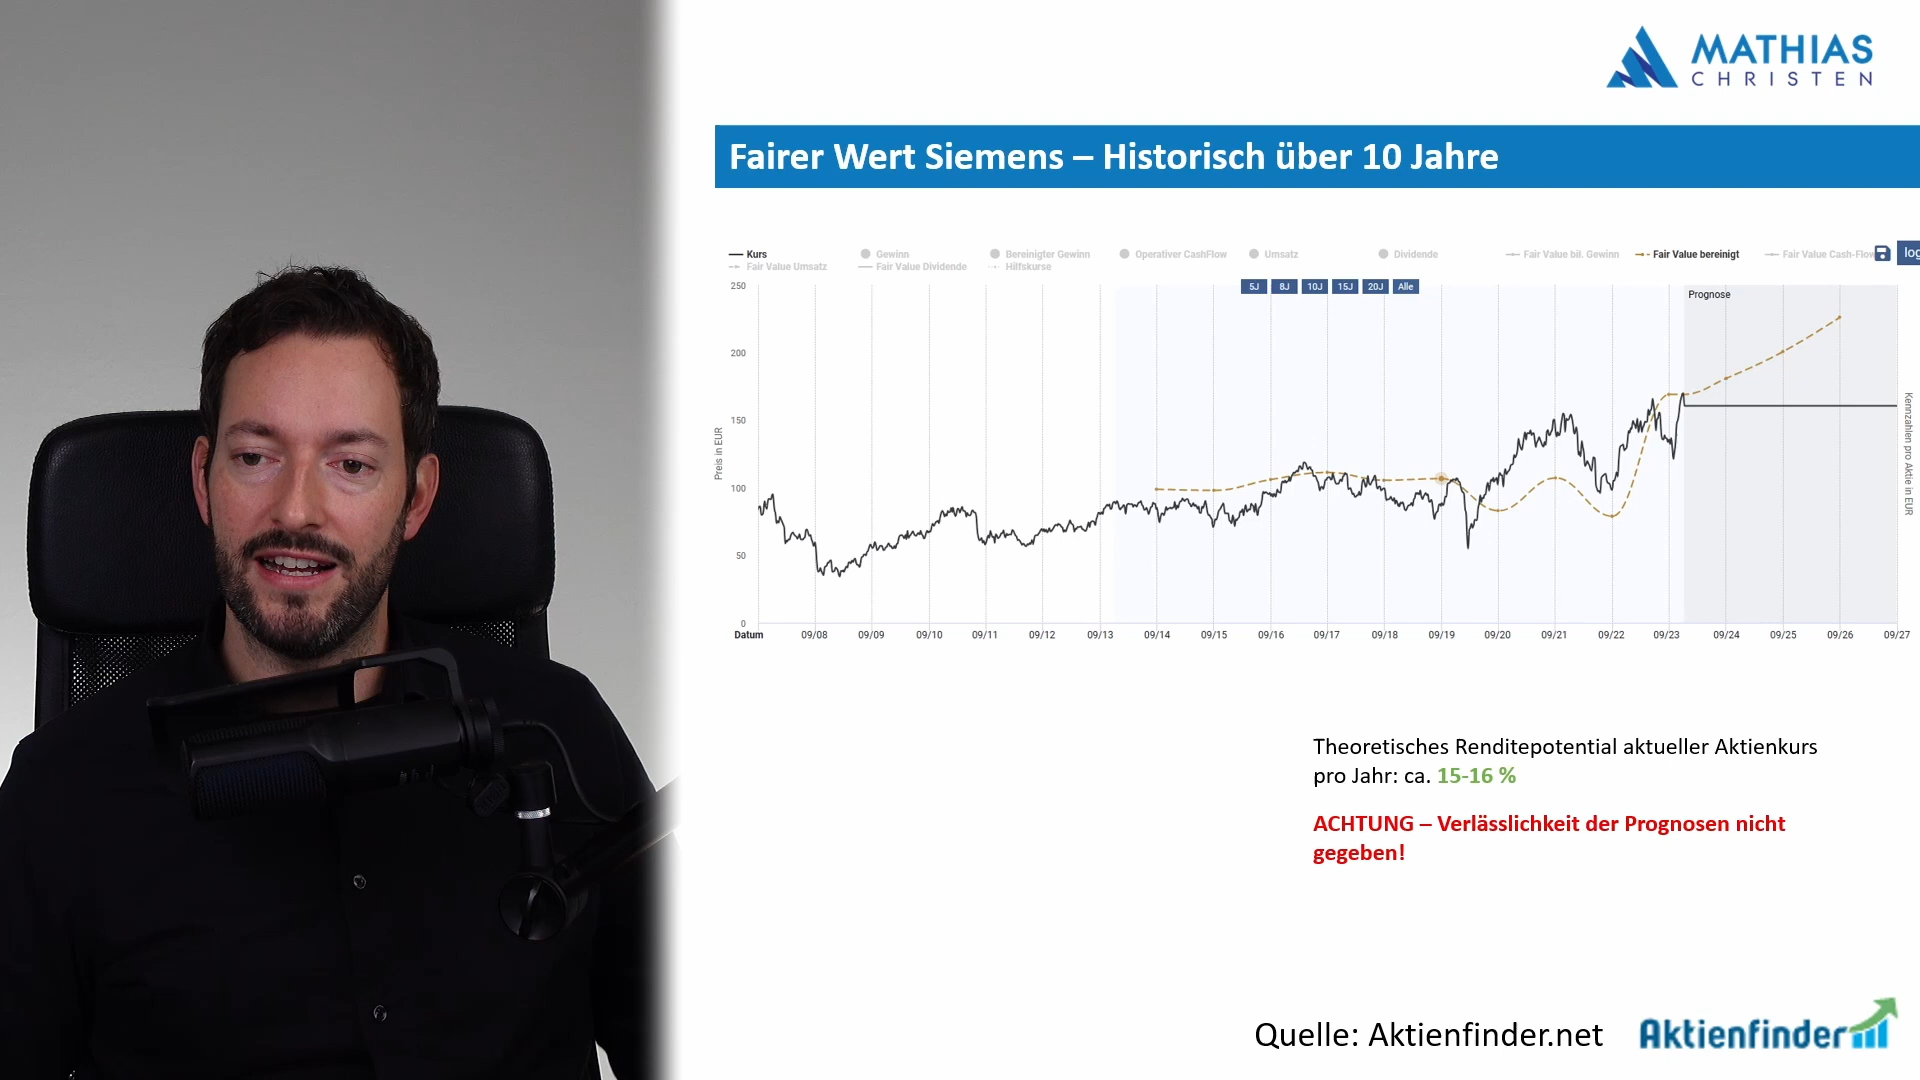 MATHIAS
CHRISTEN
Fairer Wert Siemens – Historisch über 10 Jahre
Kurs Gewinn Bereinigter Gewinn Operativer CashFlow Umsatz Dividende Fair Value bil. Gewinn Fair Value bereinigt Fair Value Cash-Flow log
Fair Value Umsatz Fair Value Dividende Hilfskurse
5J 8J 10J 15J 20J Alle
Prognose
250
200
150
100
50
0
Preis in EUR
Kennzahlen pro Aktie in EUR
Datum 09/08 09/09 09/10 09/11 09/12 09/13 09/14 09/15 09/16 09/17 09/18 09/19 09/20 09/21 09/22 09/23 09/24 09/25 09/26 09/27
Theoretisches Renditepotential aktueller Aktienkurs
pro Jahr: ca. 15-16 %
ACHTUNG – Verlässlichkeit der Prognosen nicht
gegeben!
Quelle: Aktienfinder.net
Aktienfinder